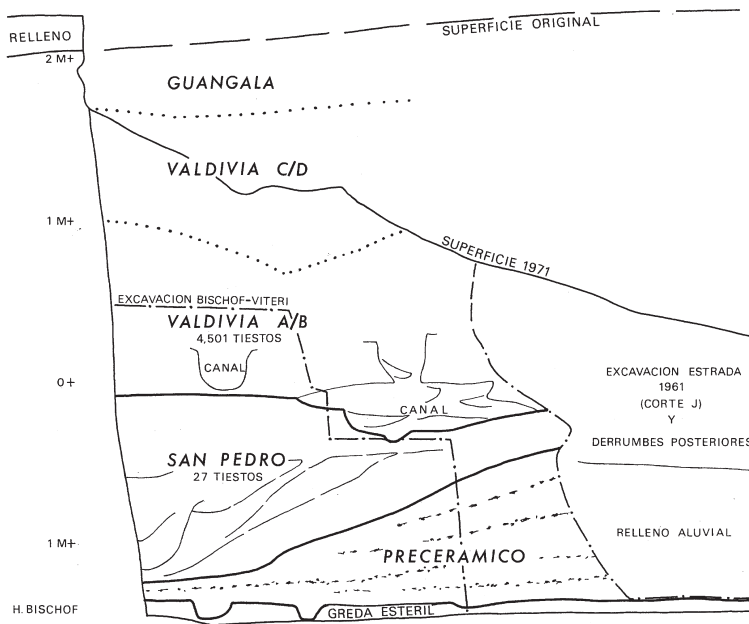 SUPERFICIE ORIGINAL
RELLENO
2 M+
GUANGALA
VALDIVIA C/D
1 M+
SUPERFICIE 1971
EXCAVACION BISCHOF-VITERI
VALDIVIA A/B
4,501 TIESTOS
CANAL
0+
EXCAVACION ESTRADA
1961
(CORTE J)
Y
DERRUMBES POSTERIORES
CANAL
SAN PEDRO
27 TIESTOS
RELLENO ALUVIAL
1 M+
PRECERAMICO
H. BISCHOF
GREDA ESTERIL